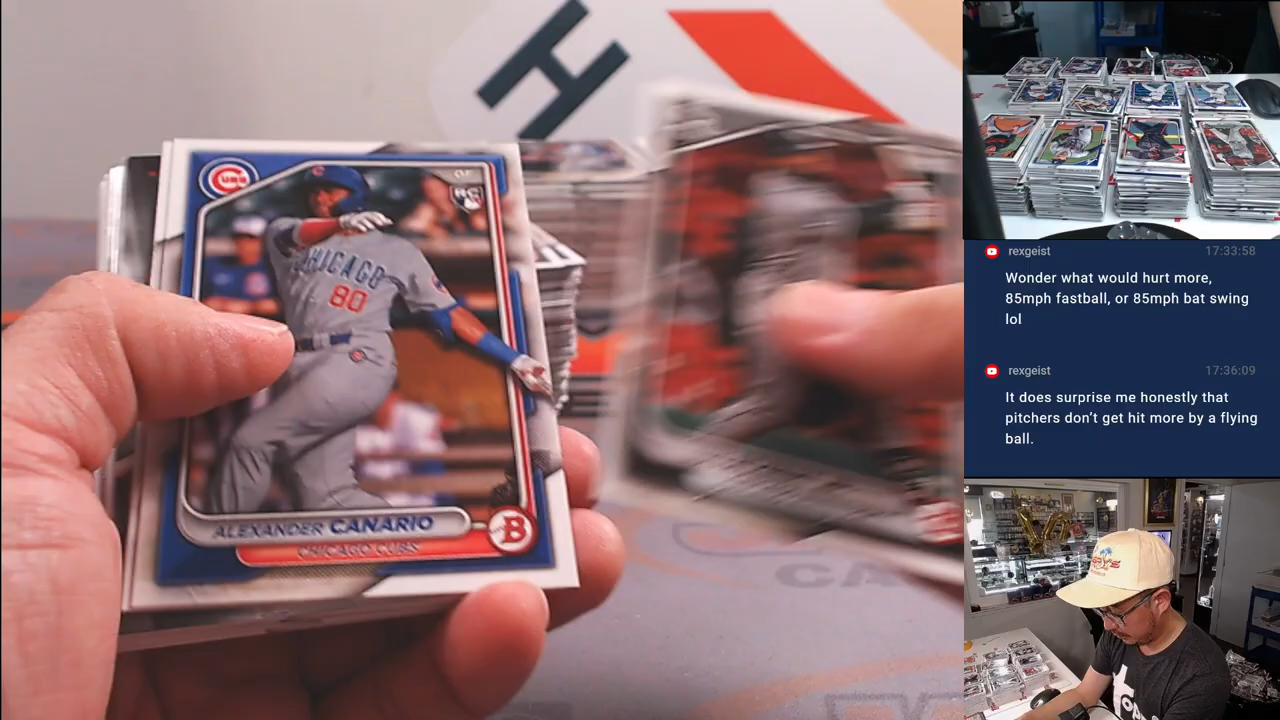 CUBS
RC
CHICAGO
80
ALEXANDER CANARIO
B
CHICAGO CUBS
H
CA
rexgeist 17:33:58
Wonder what would hurt more,
85mph fastball, or 85mph bat swing
lol
rexgeist 17:36:09
It does surprise me honestly that
pitchers don't get hit more by a flying
ball.